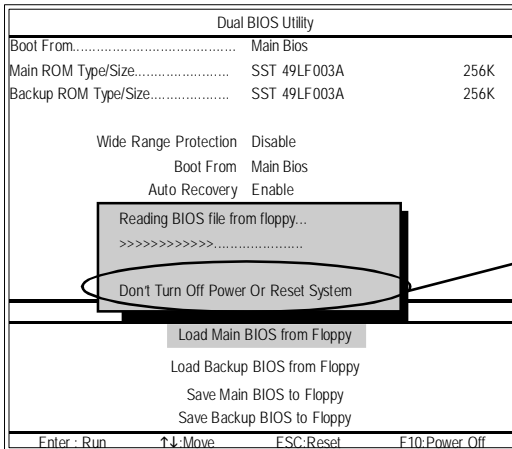 Dual BIOS Utility
Boot From........................................ Main Bios
Main ROM Type/Size....................... SST 49LF003A 256K
Backup ROM Type/Size................... SST 49LF003A 256K
Wide Range Protection Disable
Boot From Main Bios
Auto Recovery Enable
Reading BIOS file from floppy...
>>>>>>>>>>>>.....................
Don't Turn Off Power Or Reset System
Load Main BIOS from Floppy
Load Backup BIOS from Floppy
Save Main BIOS to Floppy
Save Backup BIOS to Floppy
Enter : Run ↑↓:Move ESC:Reset F10:Power Off